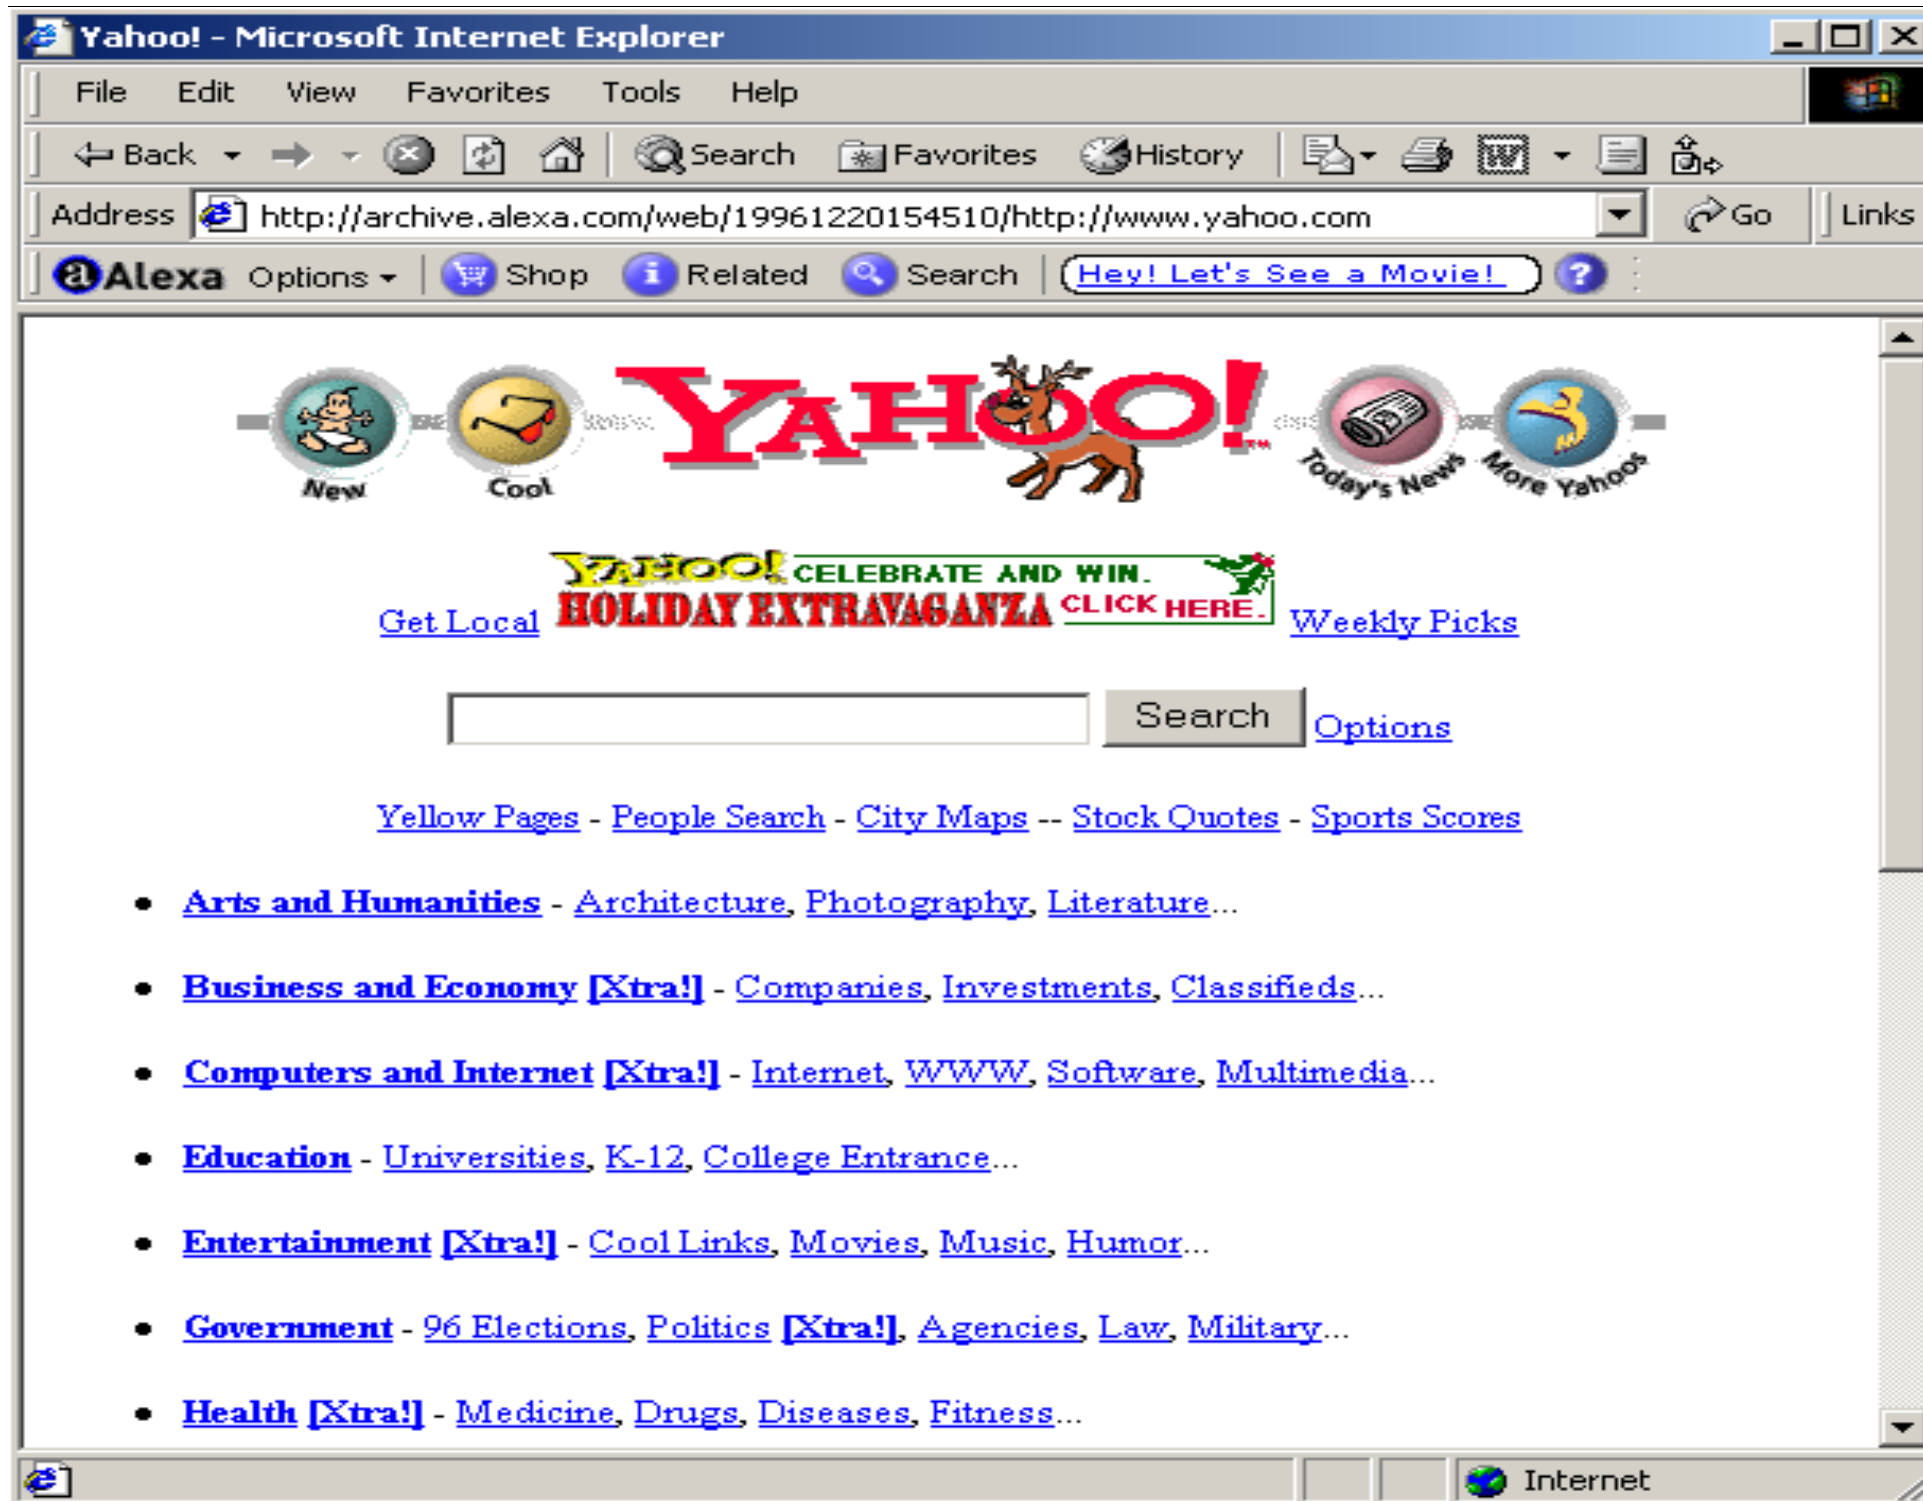 Yahoo! - Microsoft Internet Explorer
File Edit View Favorites Tools Help
Back Search Favorites History
Address http://archive.alexa.com/web/19961220154510/http://www.yahoo.com Go Links
a Alexa Options Shop i Related Search Hey! Let's See a Movie! ?
New Cool YAHOO!™ Today's News More Yahoos
Get Local YAHOO! HOLIDAY EXTRAVAGANZA CELEBRATE AND WIN. CLICK HERE. Weekly Picks
Search Options
Yellow Pages - People Search - City Maps -- Stock Quotes - Sports Scores
• Arts and Humanities - Architecture, Photography, Literature...
• Business and Economy [Xtra!] - Companies, Investments, Classifieds...
• Computers and Internet [Xtra!] - Internet, WWW, Software, Multimedia...
• Education - Universities, K-12, College Entrance...
• Entertainment [Xtra!] - Cool Links, Movies, Music, Humor...
• Government - 96 Elections, Politics [Xtra!], Agencies, Law, Military...
• Health [Xtra!] - Medicine, Drugs, Diseases, Fitness...
Internet